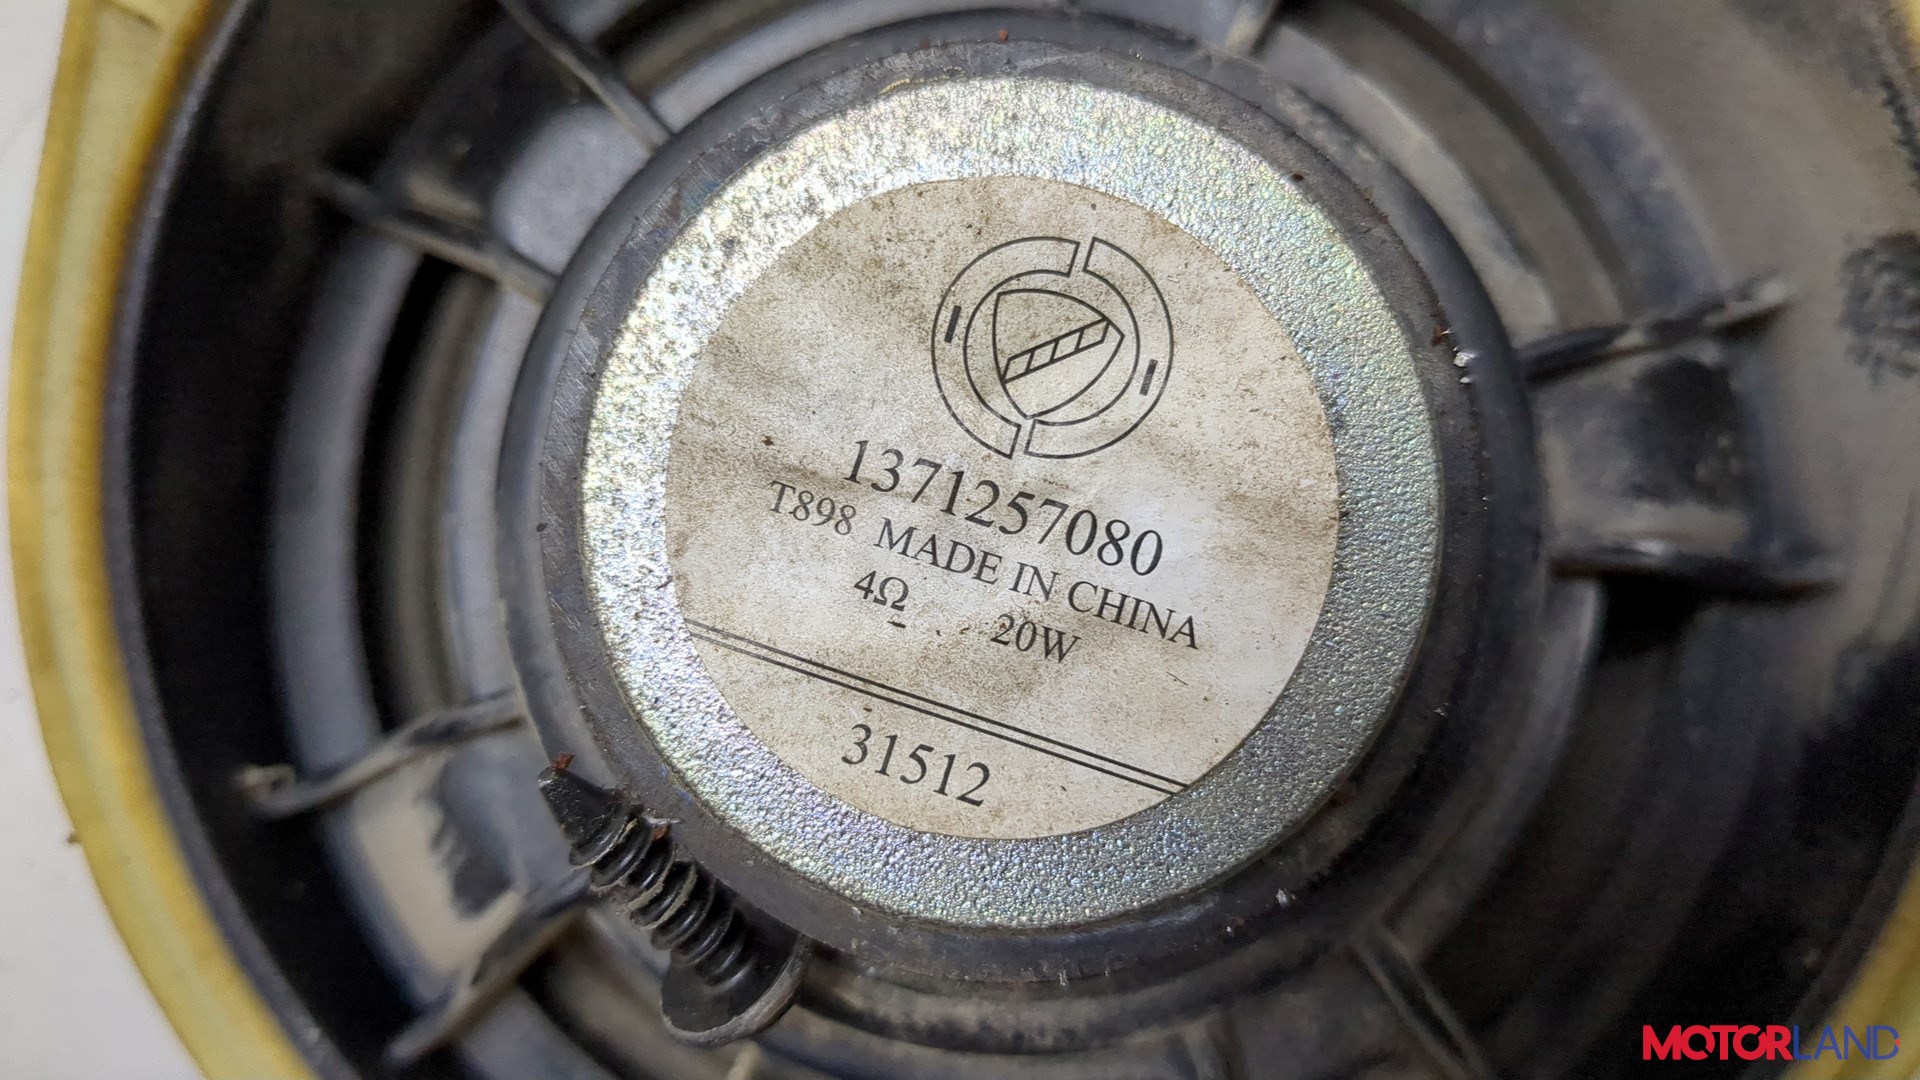 1371257080
T898 MADE IN CHINA
4Ω 20W
31512
MOTORLAND